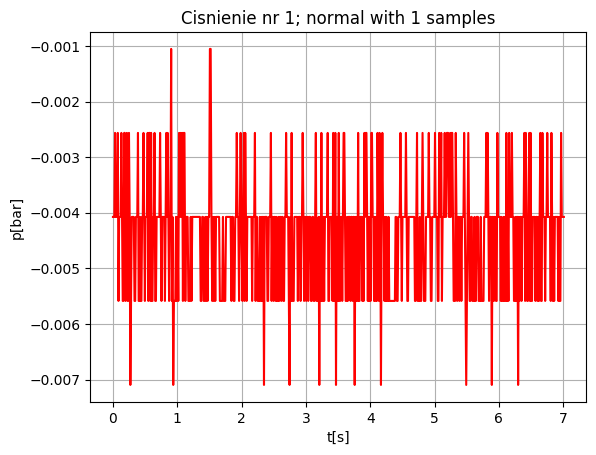 Cisnienie nr 1; normal with 1 samples
−0.001
−0.002
−0.003
−0.004
−0.005
−0.006
−0.007
p[bar]
0 1 2 3 4 5 6 7
t[s]